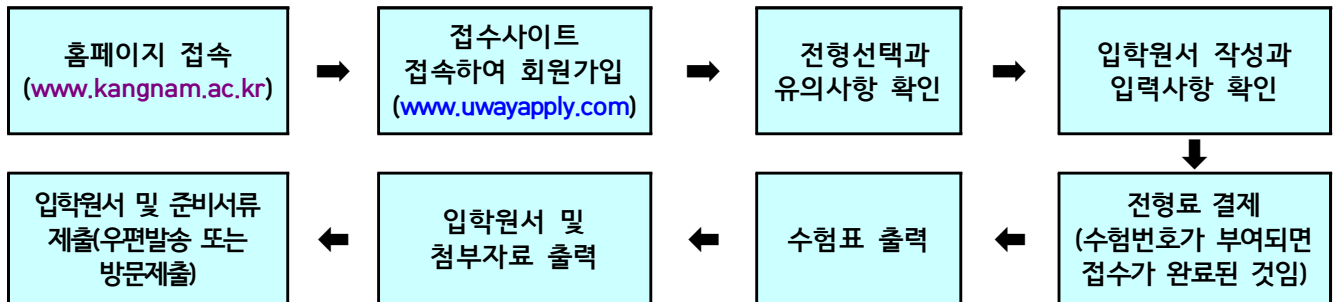 홈페이지 접속
(www.kangnam.ac.kr)
접수사이트
접속하여 회원가입
(www.uwayapply.com)
전형선택과
유의사항 확인
입학원서 작성과
입력사항 확인
전형료 결제
(수험번호가 부여되면
접수가 완료된 것임)
수험표 출력
입학원서 및
첨부자료 출력
입학원서 및 준비서류
제출(우편발송 또는
방문제출)